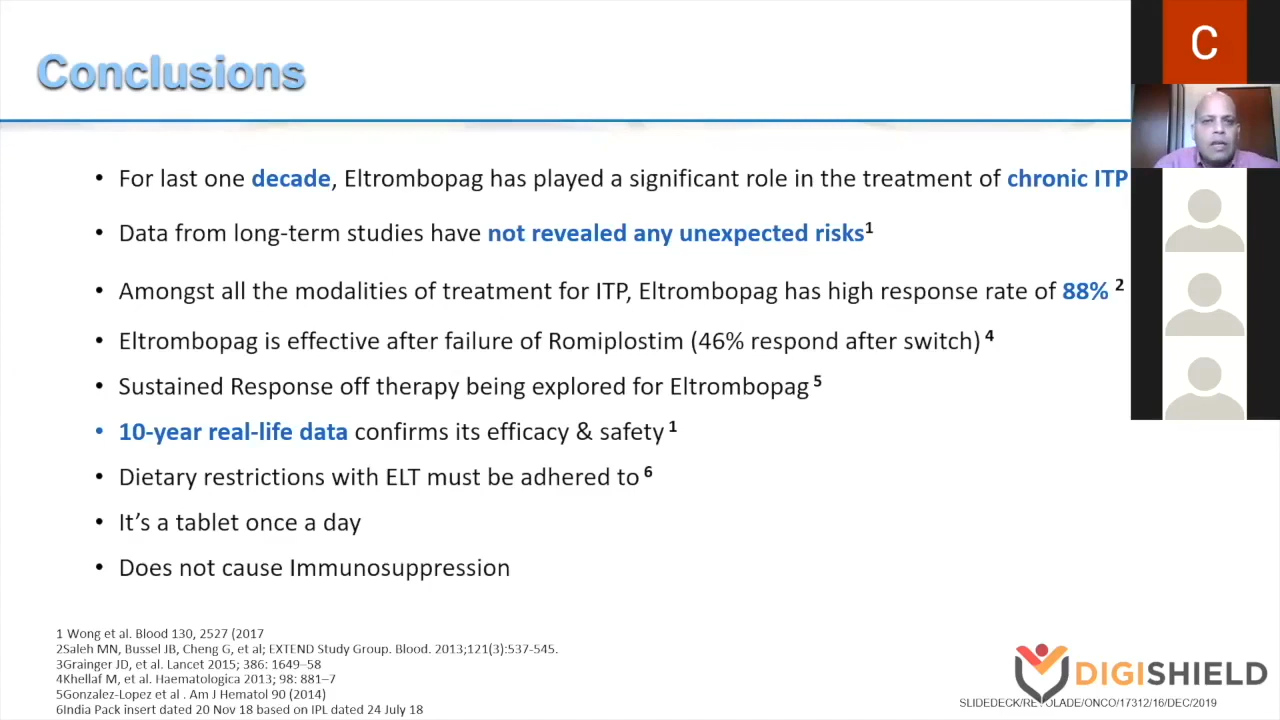 Conclusions
C
• For last one decade, Eltrombopag has played a significant role in the treatment of chronic ITP
• Data from long-term studies have not revealed any unexpected risks1
• Amongst all the modalities of treatment for ITP, Eltrombopag has high response rate of 88% 2
• Eltrombopag is effective after failure of Romiplostim (46% respond after switch) 4
• Sustained Response off therapy being explored for Eltrombopag 5
• 10-year real-life data confirms its efficacy & safety 1
• Dietary restrictions with ELT must be adhered to 6
• It's a tablet once a day
• Does not cause Immunosuppression
1 Wong et al. Blood 130, 2527 (2017
2Saleh MN, Bussel JB, Cheng G, et al; EXTEND Study Group. Blood. 2013;121(3):537-545.
3Grainger JD, et al. Lancet 2015; 386: 1649–58
4Khellaf M, et al. Haematologica 2013; 98: 881–7
5Gonzalez-Lopez et al . Am J Hematol 90 (2014)
6India Pack insert dated 20 Nov 18 based on IPL dated 24 July 18
DIGISHIELD
SLIDEDECK/REVOLADE/ONCO/17312/16/DEC/2019